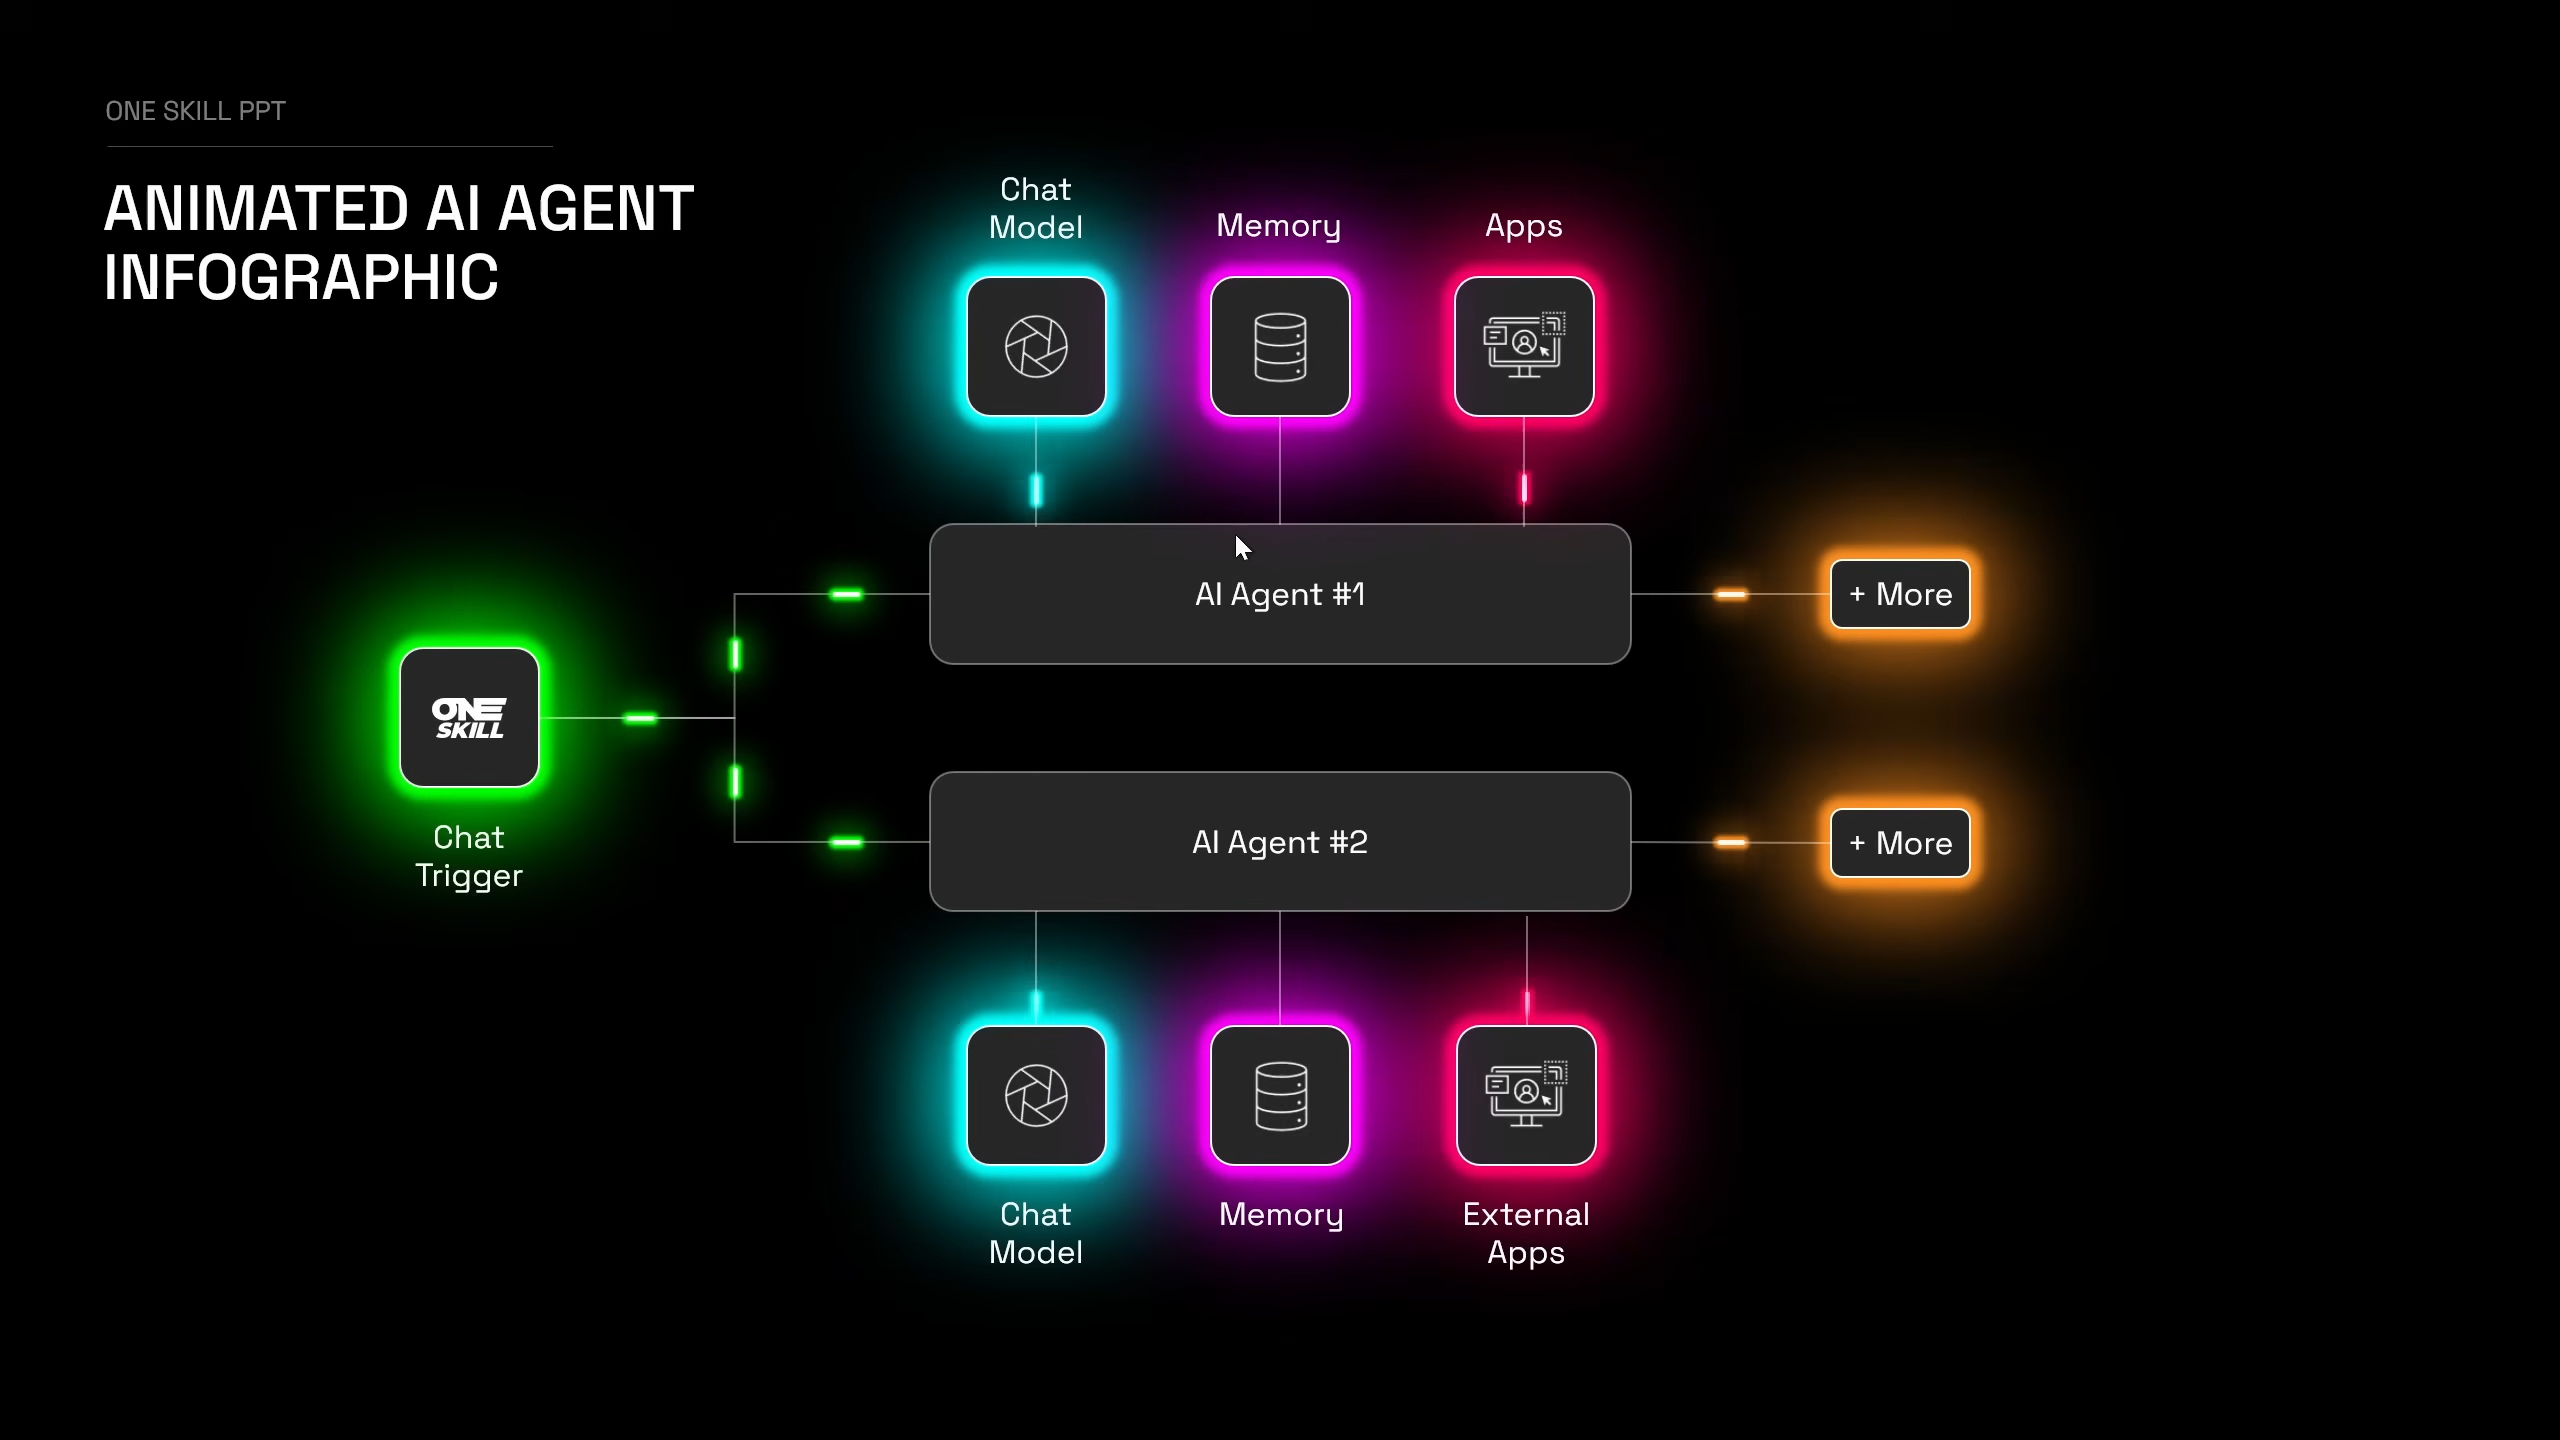 ONE SKILL PPT
ANIMATED AI AGENT
INFOGRAPHIC
Chat
Model
Memory
Apps
AI Agent #1
+ More
ONE
SKILL
Chat
Trigger
AI Agent #2
+ More
Chat
Model
Memory
External
Apps